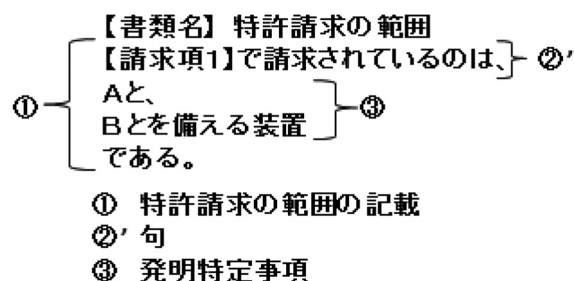 【書類名】 特許請求の範囲
【請求項1】で請求されているのは、 ②’
①
Aと、
Bとを備える装置
③
である。
① 特許請求の範囲の記載
②’ 句
③ 発明特定事項